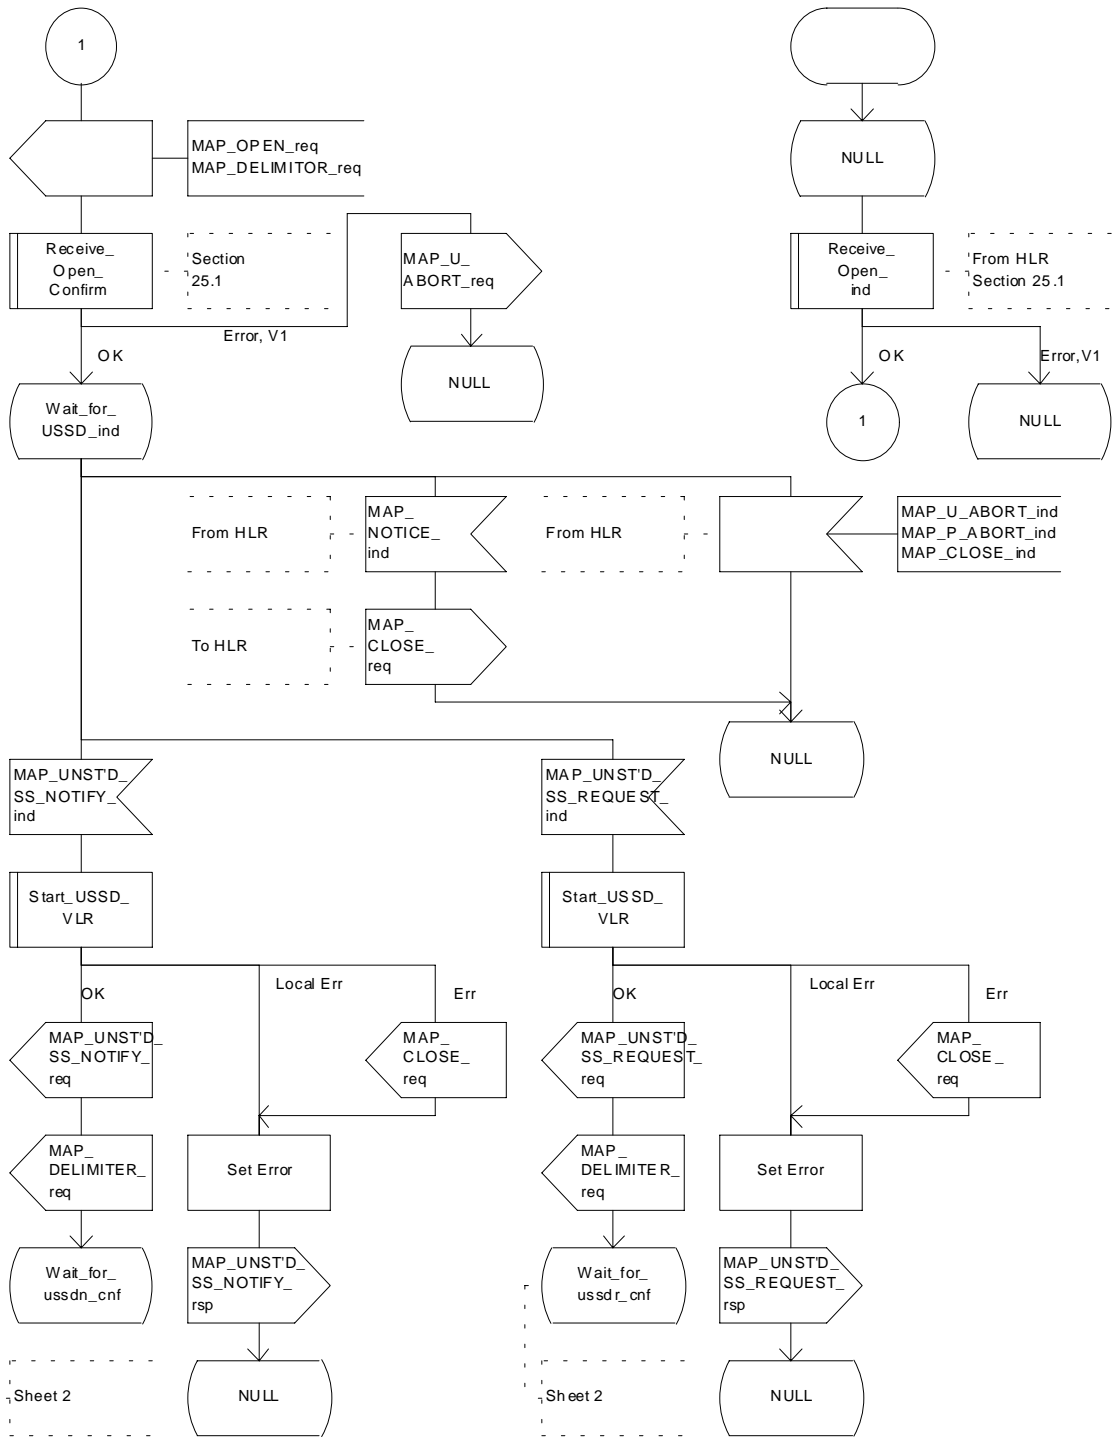 1
MAP_OPEN_req
MAP_DELIMITOR_req
NULL
Receive_
Open_
Confirm
Section
25.1
MAP_U_
ABORT_req
Receive_
Open_
ind
From HLR
Section 25.1
Error, V1
OK
NULL
OK
Error,V1
Wait_for_
USSD_ind
1
NULL
From HLR
MAP_
NOTICE_
ind
From HLR
MAP_U_ABORT_ind
MAP_P_ABORT_ind
MAP_CLOSE_ind
To HLR
MAP_
CLOSE_
req
NULL
MAP_UNST'D_
SS_NOTIFY_
ind
MAP_UNST'D_
SS_REQUEST_
ind
Start_USSD_
VLR
Start_USSD_
VLR
OK
Local Err
Err
OK
Local Err
Err
MAP_UNST'D_
SS_NOTIFY_
req
MAP_
CLOSE_
req
MAP_UNST'D_
SS_REQUEST_
req
MAP_
CLOSE_
req
MAP_
DELIMITER_
req
Set Error
MAP_
DELIMITER_
req
Set Error
Wait_for_
ussdn_cnf
MAP_UNST'D_
SS_NOTIFY_
rsp
Wait_for_
ussdr_cnf
MAP_UNST'D_
SS_REQUEST_
rsp
Sheet 2
NULL
Sheet 2
NULL